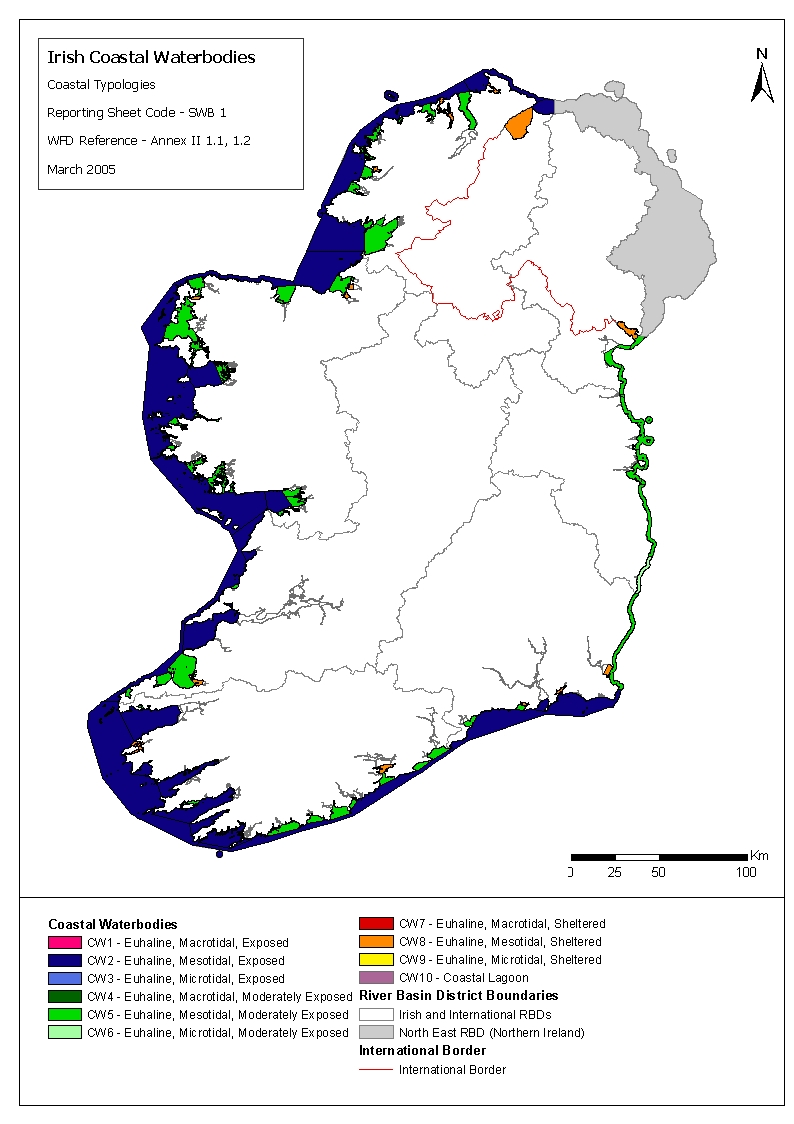 Irish Coastal Waterbodies
Coastal Typologies
Reporting Sheet Code - SWB 1
WFD Reference - Annex II 1.1, 1.2
March 2005
N
Km
0 25 50 100
Coastal Waterbodies
CW1 - Euhaline, Macrotidal, Exposed
CW2 - Euhaline, Mesotidal, Exposed
CW3 - Euhaline, Microtidal, Exposed
CW4 - Euhaline, Macrotidal, Moderately Exposed
CW5 - Euhaline, Mesotidal, Moderately Exposed
CW6 - Euhaline, Microtidal, Moderately Exposed
CW7 - Euhaline, Macrotidal, Sheltered
CW8 - Euhaline, Mesotidal, Sheltered
CW9 - Euhaline, Microtidal, Sheltered
CW10 - Coastal Lagoon
River Basin District Boundaries
Irish and International RBDs
North East RBD (Northern Ireland)
International Border
International Border